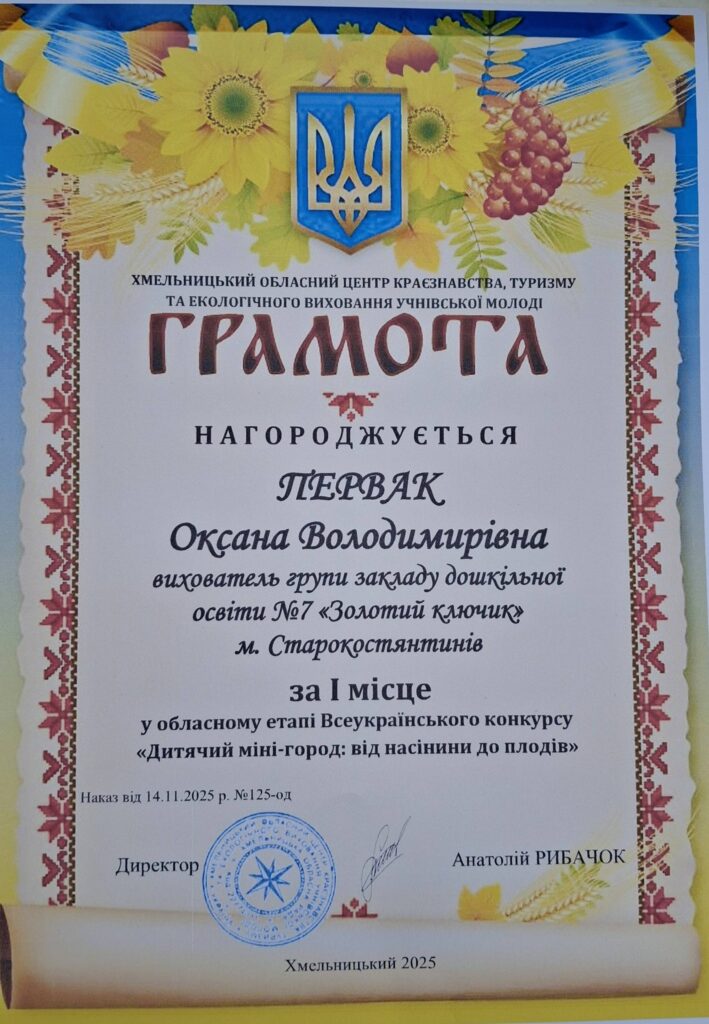 ХМЕЛЬНИЦЬКИЙ ОБЛАСНИЙ ЦЕНТР КРАЄЗНАВСТВА, ТУРИЗМУ
ТА ЕКОЛОГІЧНОГО ВИХОВАННЯ УЧНІВСЬКОЇ МОЛОДІ
ГРАМОТА
НАГОРОДЖУЄТЬСЯ
ПЕРВАК
Оксана Володимирівна
вихователь групи закладу дошкільної
освіти №7 «Золотий ключик»
м. Старокостянтинів
за І місце
у обласному етапі Всеукраїнського конкурсу
«Дитячий міні-город: від насінини до плодів»
Наказ від 14.11.2025 р. №125-од
Директор
Анатолій РИБАЧОК
Хмельницький 2025